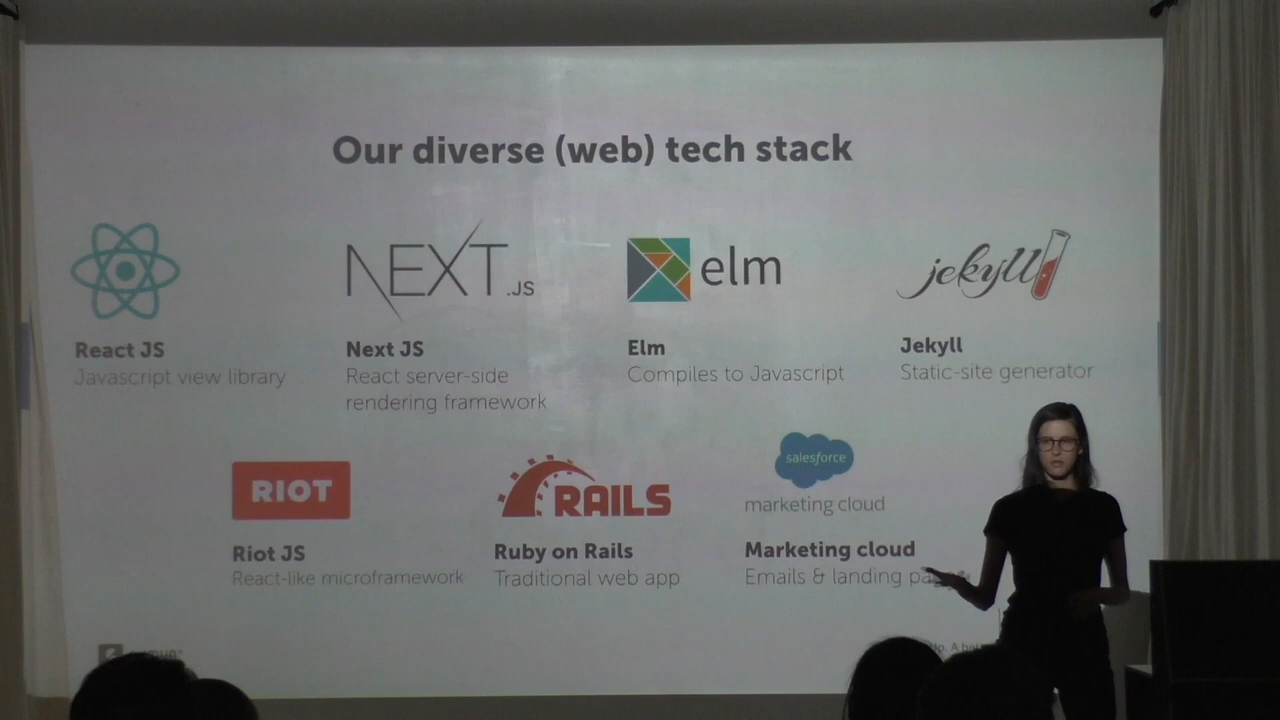 Our diverse (web) tech stack
NEXT.JS
elm
jekyll
React JS
Javascript view library
Next JS
React server-side
rendering framework
Elm
Compiles to Javascript
Jekyll
Static-site generator
RIOT
RAILS
salesforce
marketing cloud
Riot JS
React-like microframework
Ruby on Rails
Traditional web app
Marketing cloud
Emails & landing